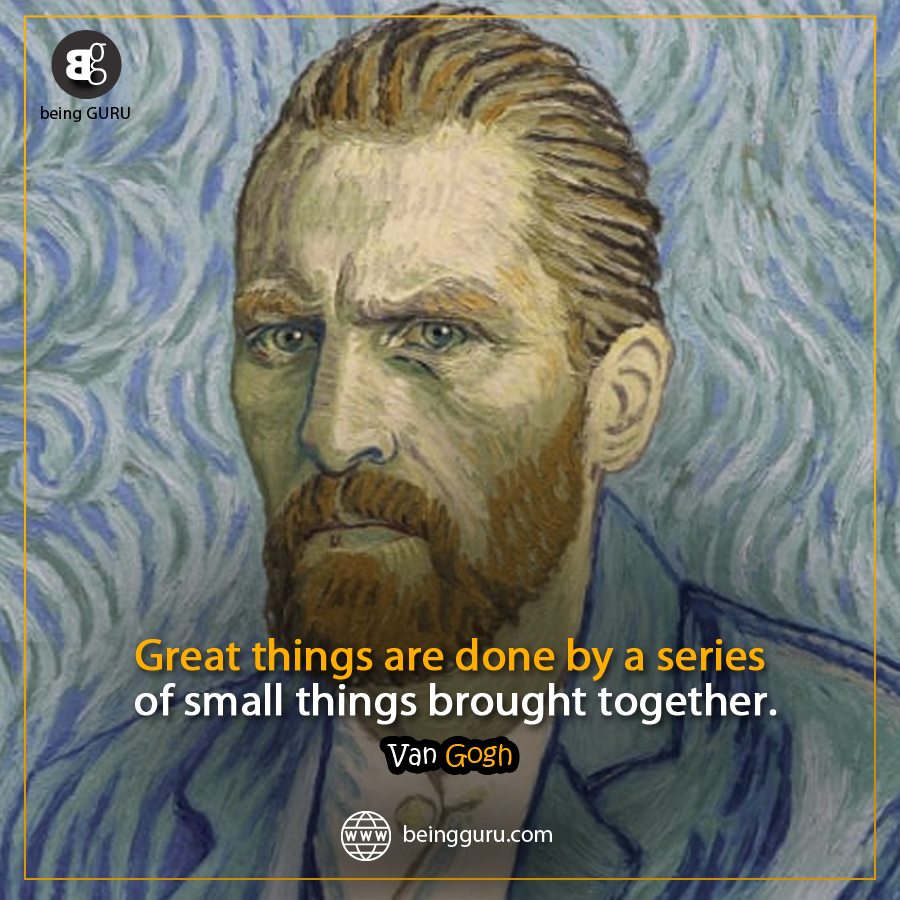 Bg
being GURU
Great things are done by a series
of small things brought together.
Van Gogh
www
beingguru.com